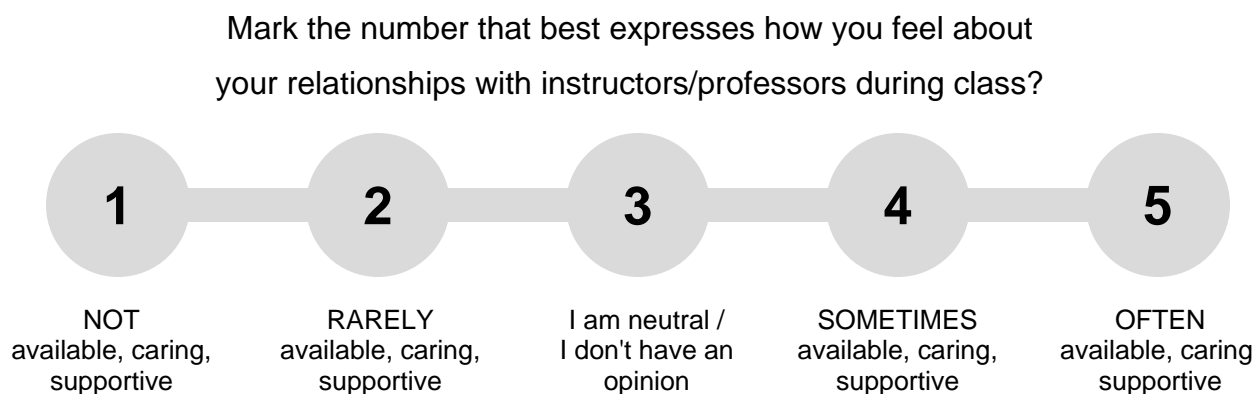 Mark the number that best expresses how you feel about
your relationships with instructors/professors during class?
1 2 3 4 5
NOT
available, caring,
supportive
RARELY
available, caring,
supportive
I am neutral /
I don't have an
opinion
SOMETIMES
available, caring,
supportive
OFTEN
available, caring
supportive